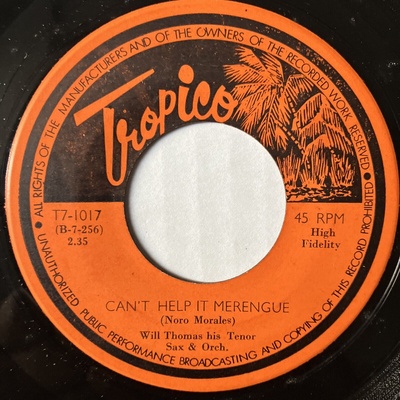 ALL RIGHTS OF THE MANUFACTURERS AND OF THE OWNERS OF THE RECORDED WORK RESERVED
Tropico
T7-1017
(B-7-256)
2.35
45 RPM
High
Fidelity
CAN'T HELP IT MERENGUE
(Noro Morales)
Will Thomas his Tenor
Sax & Orch.
UNAUTHORIZED PUBLIC PERFORMANCE BROADCASTING AND COPYING OF THIS RECORD PROHIBITED